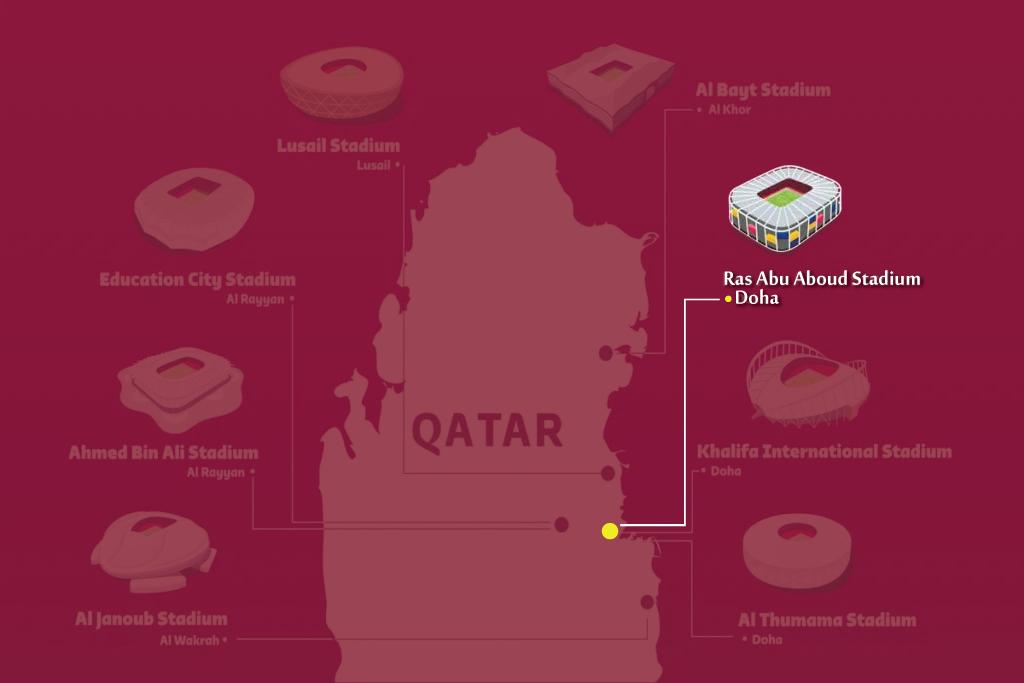 Al Bayt Stadium
• Al Khor
Lusail Stadium
Lusail •
Education City Stadium
Al Rayyan •
Ras Abu Aboud Stadium
• Doha
QATAR
Ahmed Bin Ali Stadium
Al Rayyan •
Khalifa International Stadium
• Doha
Al Janoub Stadium
Al Wakrah •
Al Thumama Stadium
• Doha